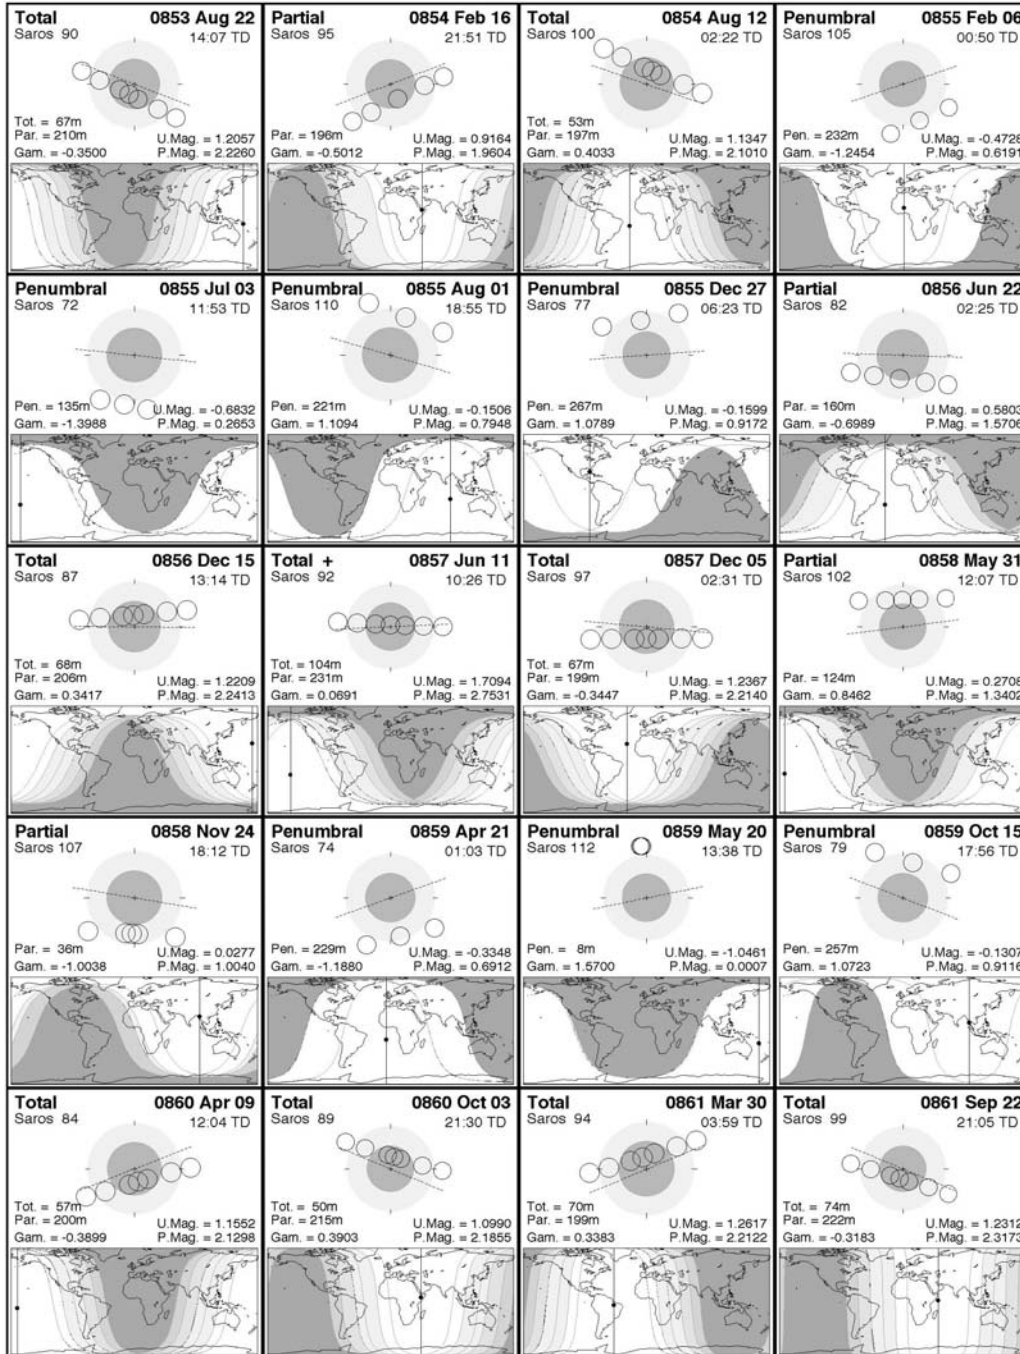 Total 0853 Aug 22
Saros 90 14:07 TD
Tot. = 67m
Par. = 210m U.Mag. = 1.2057
Gam. = -0.3500 P.Mag. = 2.2260
Partial 0854 Feb 16
Saros 95 21:51 TD
Par. = 196m U.Mag. = 0.9164
Gam. = -0.5012 P.Mag. = 1.9604
Total 0854 Aug 12
Saros 100 02:22 TD
Tot. = 53m
Par. = 197m U.Mag. = 1.1347
Gam. = 0.4033 P.Mag. = 2.1010
Penumbral 0855 Feb 06
Saros 105 00:50 TD
Pen. = 232m U.Mag. = -0.4728
Gam. = -1.2454 P.Mag. = 0.6191
Penumbral 0855 Jul 03
Saros 72 11:53 TD
Pen. = 135m U.Mag. = -0.6832
Gam. = -1.3988 P.Mag. = 0.2653
Penumbral 0855 Aug 01
Saros 110 18:55 TD
Pen. = 221m U.Mag. = -0.1506
Gam. = 1.1094 P.Mag. = 0.7948
Penumbral 0855 Dec 27
Saros 77 06:23 TD
Pen. = 267m U.Mag. = -0.1599
Gam. = 1.0789 P.Mag. = 0.9172
Partial 0856 Jun 22
Saros 82 02:25 TD
Par. = 160m U.Mag. = 0.5803
Gam. = -0.6989 P.Mag. = 1.5706
Total 0856 Dec 15
Saros 87 13:14 TD
Tot. = 68m
Par. = 206m U.Mag. = 1.2209
Gam. = 0.3417 P.Mag. = 2.2413
Total + 0857 Jun 11
Saros 92 10:26 TD
Tot. = 104m
Par. = 231m U.Mag. = 1.7094
Gam. = 0.0691 P.Mag. = 2.7531
Total 0857 Dec 05
Saros 97 02:31 TD
Tot. = 67m
Par. = 199m U.Mag. = 1.2367
Gam. = -0.3447 P.Mag. = 2.2140
Partial 0858 May 31
Saros 102 12:07 TD
Par. = 124m U.Mag. = 0.2708
Gam. = 0.8462 P.Mag. = 1.3402
Partial 0858 Nov 24
Saros 107 18:12 TD
Par. = 36m U.Mag. = 0.0277
Gam. = -1.0038 P.Mag. = 1.0040
Penumbral 0859 Apr 21
Saros 74 01:03 TD
Pen. = 229m U.Mag. = -0.3348
Gam. = -1.1880 P.Mag. = 0.6912
Penumbral 0859 May 20
Saros 112 13:38 TD
Pen. = 8m U.Mag. = -1.0461
Gam. = 1.5700 P.Mag. = 0.0007
Penumbral 0859 Oct 15
Saros 79 17:56 TD
Pen. = 257m U.Mag. = -0.1307
Gam. = 1.0723 P.Mag. = 0.9116
Total 0860 Apr 09
Saros 84 12:04 TD
Tot. = 57m
Par. = 200m U.Mag. = 1.1552
Gam. = -0.3899 P.Mag. = 2.1298
Total 0860 Oct 03
Saros 89 21:30 TD
Tot. = 50m
Par. = 215m U.Mag. = 1.0990
Gam. = 0.3903 P.Mag. = 2.1855
Total 0861 Mar 30
Saros 94 03:59 TD
Tot. = 70m
Par. = 199m U.Mag. = 1.2617
Gam. = 0.3383 P.Mag. = 2.2122
Total 0861 Sep 22
Saros 99 21:05 TD
Tot. = 74m
Par. = 222m U.Mag. = 1.2312
Gam. = -0.3183 P.Mag. = 2.3173